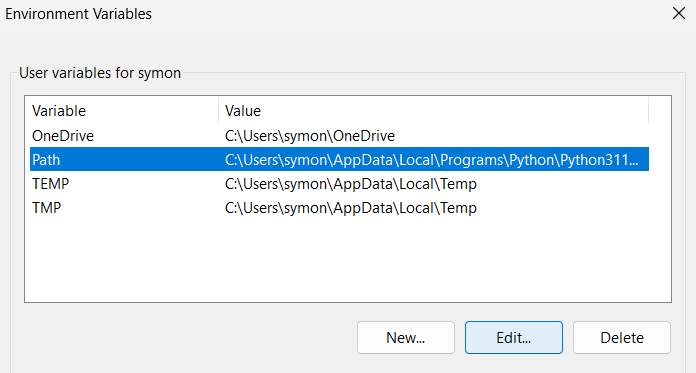 Environment Variables
User variables for symon
Variable Value
OneDrive C:\Users\symon\OneDrive
Path C:\Users\symon\AppData\Local\Programs\Python\Python311...
TEMP C:\Users\symon\AppData\Local\Temp
TMP C:\Users\symon\AppData\Local\Temp
New... Edit... Delete